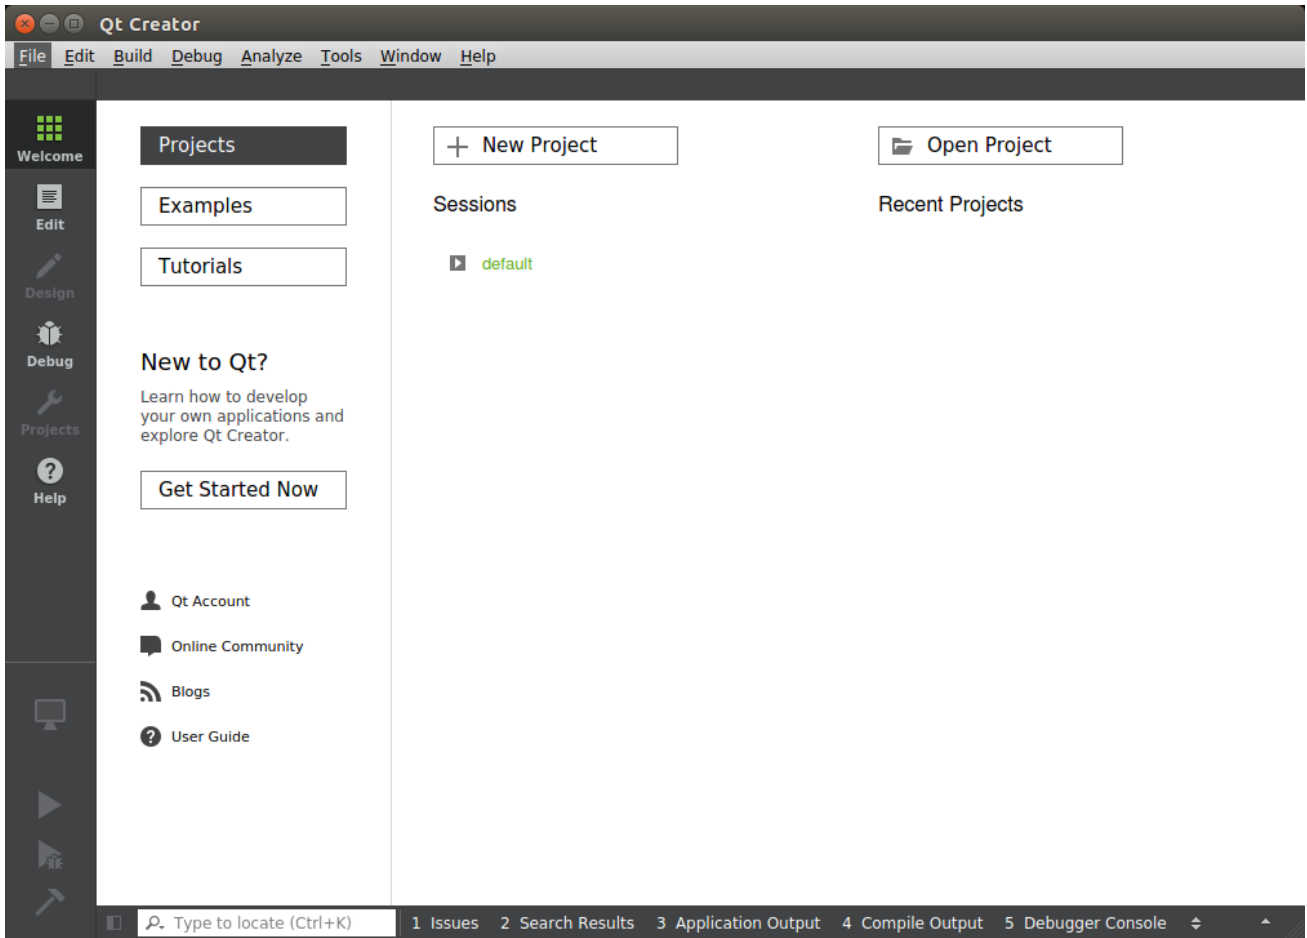 Qt Creator
File Edit Build Debug Analyze Tools Window Help
Welcome
Edit
Design
Debug
Projects
Help
Projects
Examples
Tutorials
New to Qt?
Learn how to develop
your own applications and
explore Qt Creator.
Get Started Now
Qt Account
Online Community
Blogs
User Guide
New Project
Sessions
default
Open Project
Recent Projects
Type to locate (Ctrl+K) 1 Issues 2 Search Results 3 Application Output 4 Compile Output 5 Debugger Console